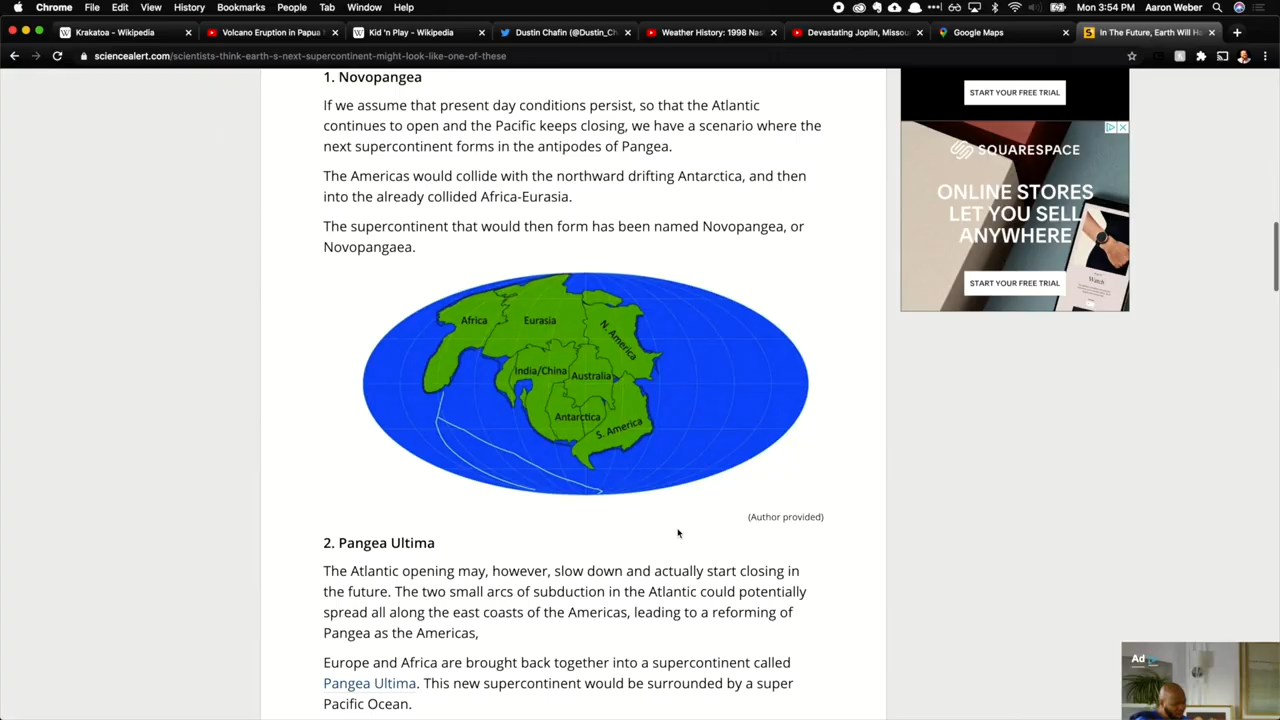 Chrome File Edit View History Bookmarks People Tab Window Help
Mon 3:54 PM Aaron Weber
Krakatoa - Wikipedia
Volcano Eruption in Papua
Kid 'n Play - Wikipedia
Dustin Chafin (@Dustin_C
Weather History: 1998 Nas
Devastating Joplin, Missou
Google Maps
In The Future, Earth Will Ha
sciencealert.com/scientists-think-earth-s-next-supercontinent-might-look-like-one-of-these
1. Novopangea
If we assume that present day conditions persist, so that the Atlantic
continues to open and the Pacific keeps closing, we have a scenario where the
next supercontinent forms in the antipodes of Pangea.
The Americas would collide with the northward drifting Antarctica, and then
into the already collided Africa-Eurasia.
The supercontinent that would then form has been named Novopangea, or
Novopangaea.
Africa
Eurasia
N. America
India/China
Australia
Antarctica
S. America
(Author provided)
2. Pangea Ultima
The Atlantic opening may, however, slow down and actually start closing in
the future. The two small arcs of subduction in the Atlantic could potentially
spread all along the east coasts of the Americas, leading to a reforming of
Pangea as the Americas,
Europe and Africa are brought back together into a supercontinent called
Pangea Ultima. This new supercontinent would be surrounded by a super
Pacific Ocean.
START YOUR FREE TRIAL
SQUARESPACE
ONLINE STORES
LET YOU SELL
ANYWHERE
START YOUR FREE TRIAL
Watch
Ad